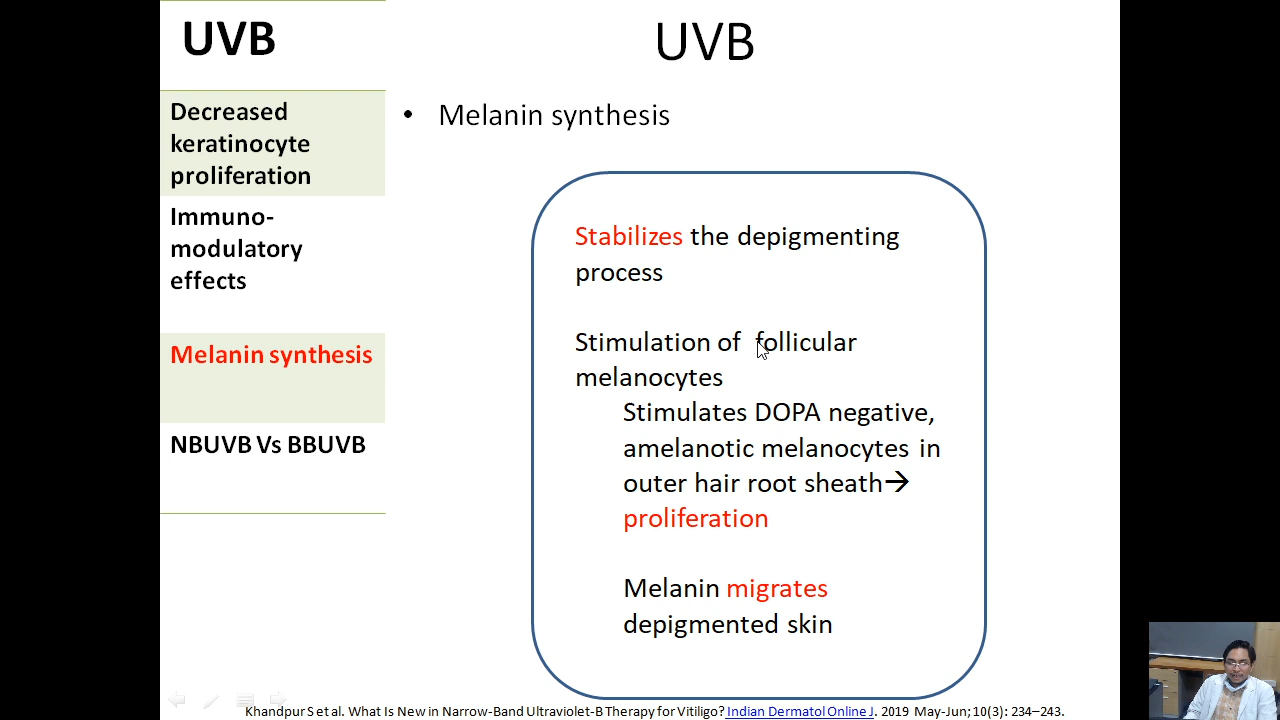 UVB
Decreased
keratinocyte
proliferation
Immuno-
modulatory
effects
Melanin synthesis
NBUVB Vs BBUVB
UVB
• Melanin synthesis
Stabilizes the depigmenting
process
Stimulation of follicular
melanocytes
Stimulates DOPA negative,
amelanotic melanocytes in
outer hair root sheath→
proliferation
Melanin migrates
depigmented skin
Khandpur S et al. What Is New in Narrow-Band Ultraviolet-B Therapy for Vitiligo? Indian Dermatol Online J. 2019 May-Jun; 10(3): 234–243.